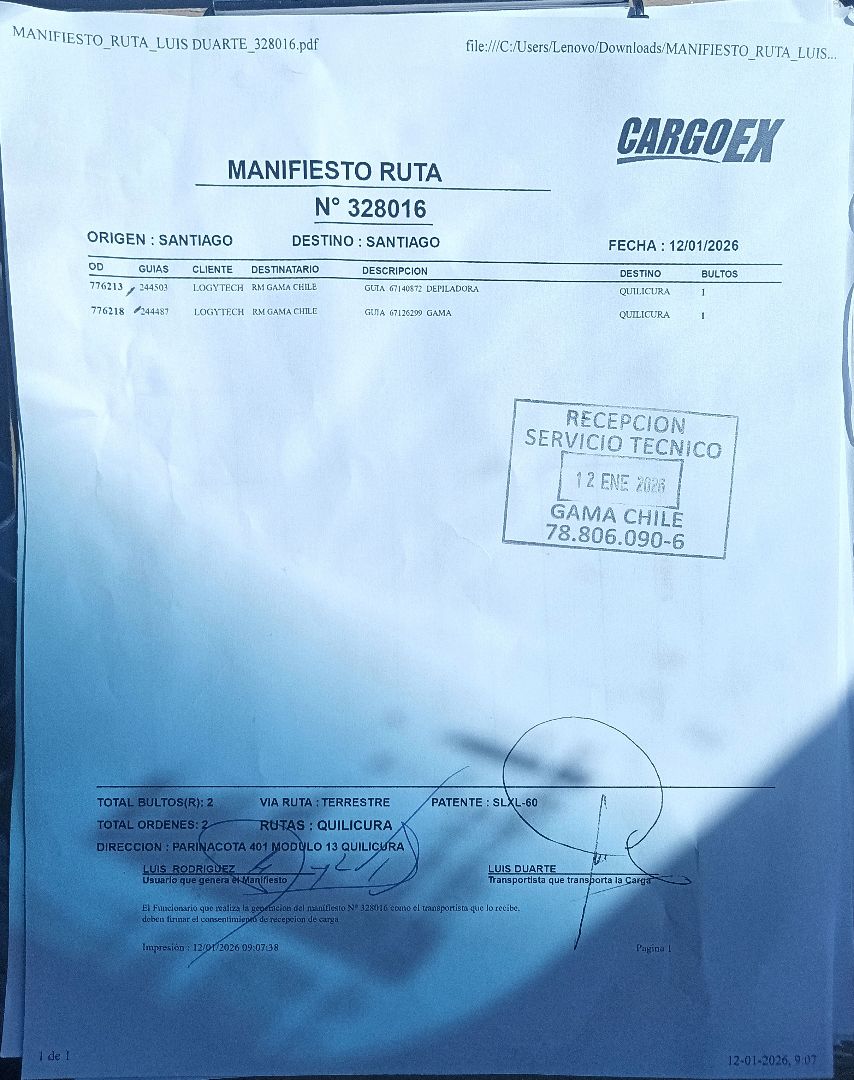 MANIFIESTO_RUTA_LUIS DUARTE_328016.pdf file:///C:/Users/Lenovo/Downloads/MANIFIESTO_RUTA_LUIS...
CARGOEX
MANIFIESTO RUTA
N° 328016
ORIGEN : SANTIAGO DESTINO : SANTIAGO FECHA : 12/01/2026
OD GUIAS CLIENTE DESTINATARIO DESCRIPCION DESTINO BULTOS
776213 244503 LOGYTECH RM GAMA CHILE GUIA 67140872 DEPILADORA QUILICURA 1
776218 244487 LOGYTECH RM GAMA CHILE GUIA 67126299 GAMA QUILICURA 1
RECEPCION
SERVICIO TECNICO
12 ENE 2026
GAMA CHILE
78.806.090-6
TOTAL BULTOS(R): 2 VIA RUTA : TERRESTRE PATENTE : SLXL-60
TOTAL ORDENES: 2 RUTAS : QUILICURA
DIRECCION : PARINACOTA 401 MODULO 13 QUILICURA
LUIS RODRIGUEZ LUIS DUARTE
Usuario que genera el Manifiesto Transportista que transporta la Carga
El Funcionario que realiza la generacion del manifiesto Nº 328016 como el transportista que lo recibe,
deben firmar el consentimiento de recepcion de carga
Impresión : 12/01/2026 09:07:38 Pagina 1
1 de 1 12-01-2026, 9:07